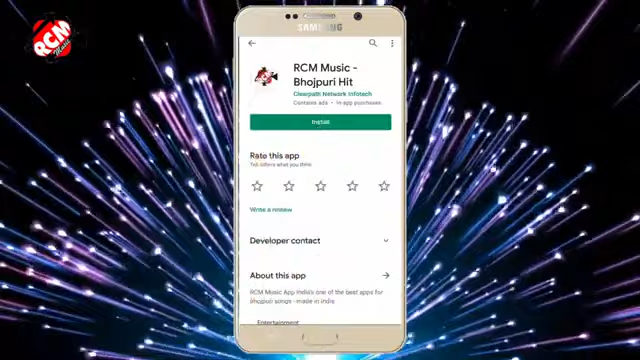 RCM
Music
SAMSUNG
RCM Music -
Bhojpuri Hit
Clearpath Network Infotech
Contains ads • In-app purchases
Install
Rate this app
Tell others what you think
Write a review
Developer contact
About this app
RCM Music App India's one of the best apps for
bhojpuri songs - made in india
Entertainment